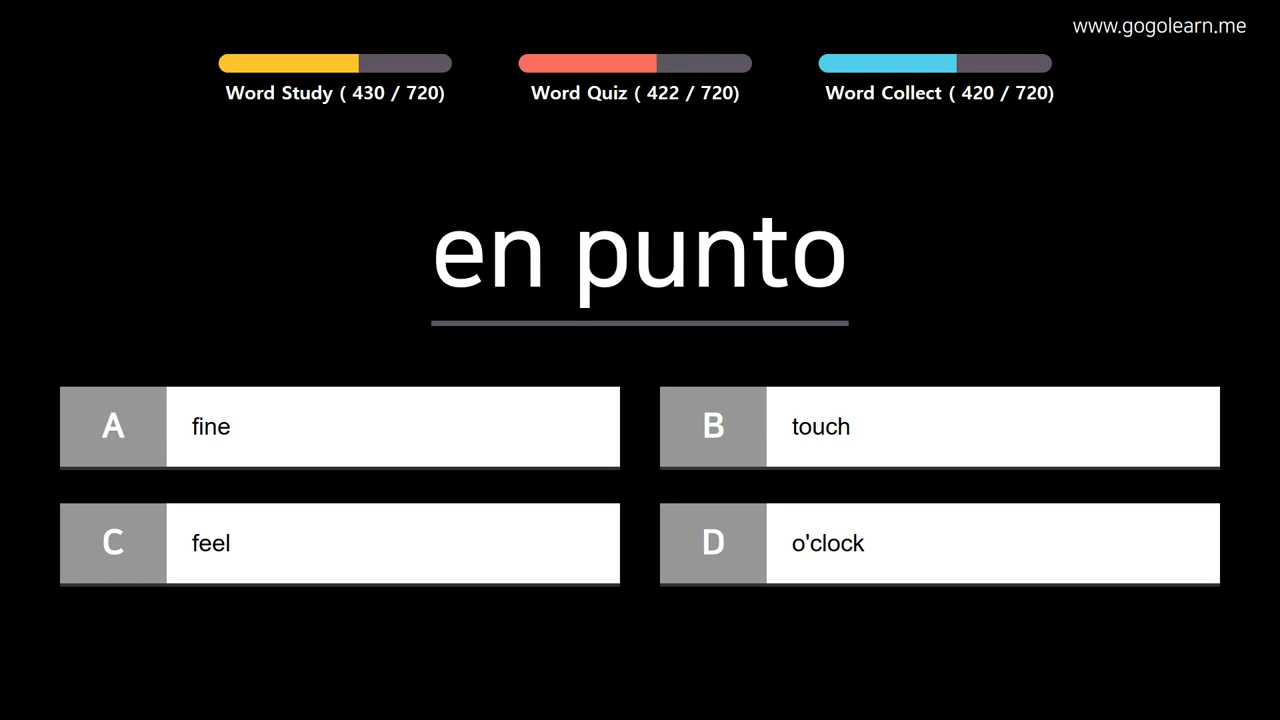 www.gogolearn.me
Word Study ( 430 / 720)
Word Quiz ( 422 / 720)
Word Collect ( 420 / 720)
en punto
A fine
B touch
C feel
D o'clock